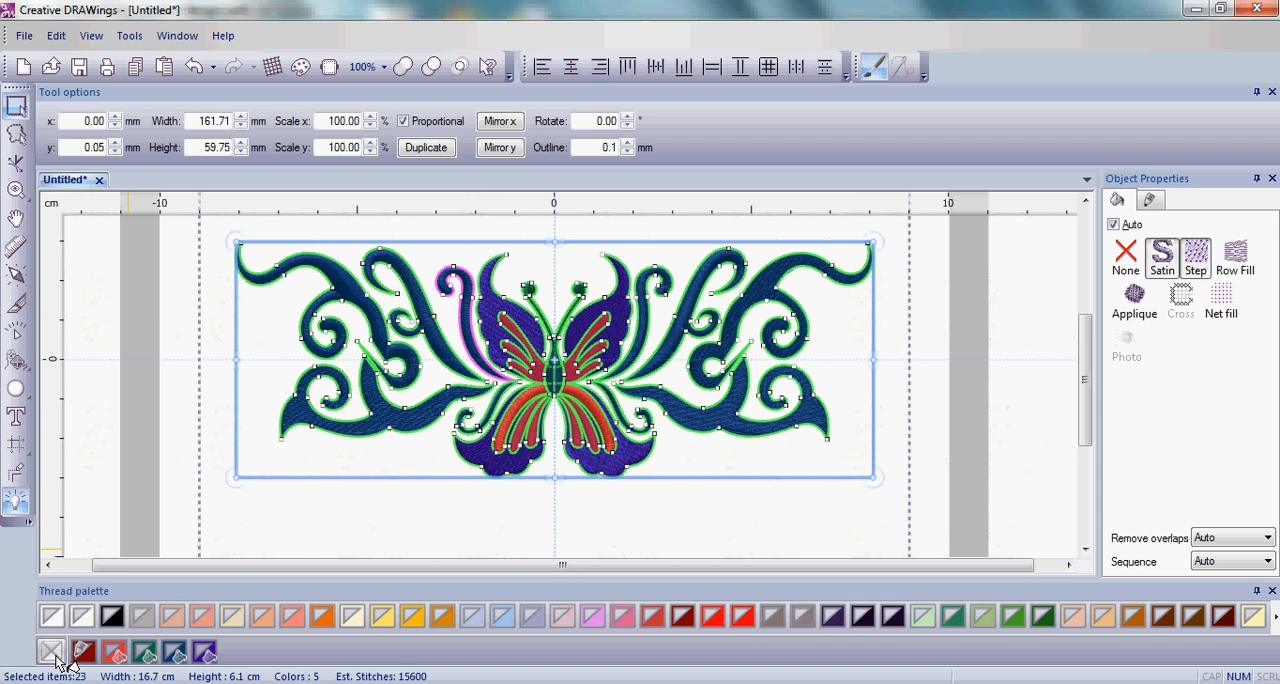 Creative DRAWings - [Untitled*]
File Edit View Tools Window Help
100%
Tool options
x: 0.00 mm Width: 161.71 mm Scale x: 100.00 % Proportional Mirror x Rotate: 0.00 °
y: 0.05 mm Height: 59.75 mm Scale y: 100.00 % Duplicate Mirror y Outline: 0.1 mm
Untitled*
Object Properties
cm -10 0 10
Auto
None Satin Step Row Fill
Applique Cross Net fill
Photo
0
Remove overlaps Auto
Sequence Auto
Thread palette
Selected items:23 Width : 16.7 cm Height : 6.1 cm Colors : 5 Est. Stitches: 15600 CAP NUM SCRL